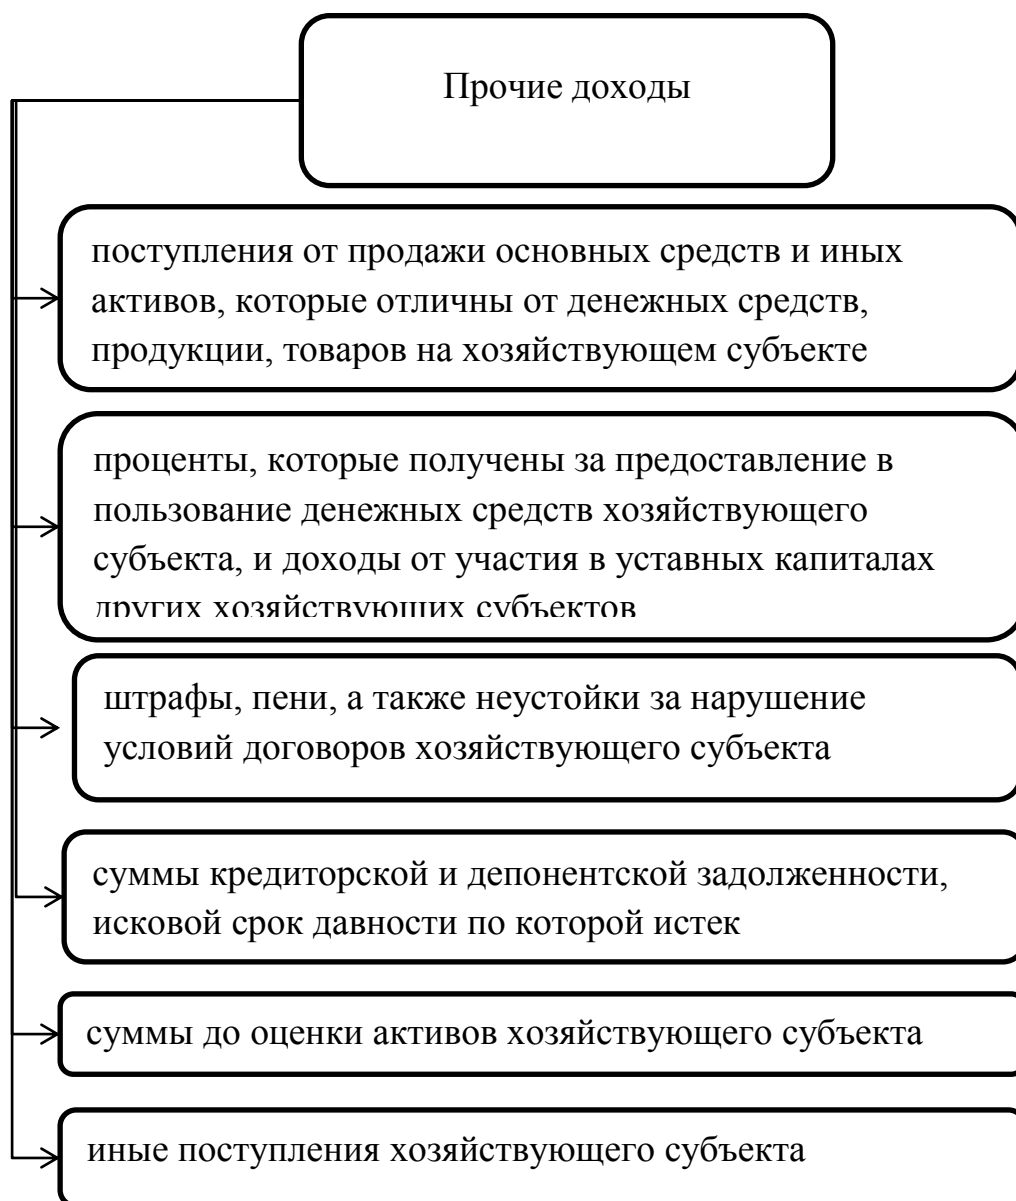 Прочие доходы
поступления от продажи основных средств и иных
активов, которые отличны от денежных средств,
продукции, товаров на хозяйствующем субъекте
проценты, которые получены за предоставление в
пользование денежных средств хозяйствующего
субъекта, и доходы от участия в уставных капиталах
других хозяйствующих субъектов
штрафы, пени, а также неустойки за нарушение
условий договоров хозяйствующего субъекта
суммы кредиторской и депонентской задолженности,
исковой срок давности по которой истек
суммы до оценки активов хозяйствующего субъекта
иные поступления хозяйствующего субъекта